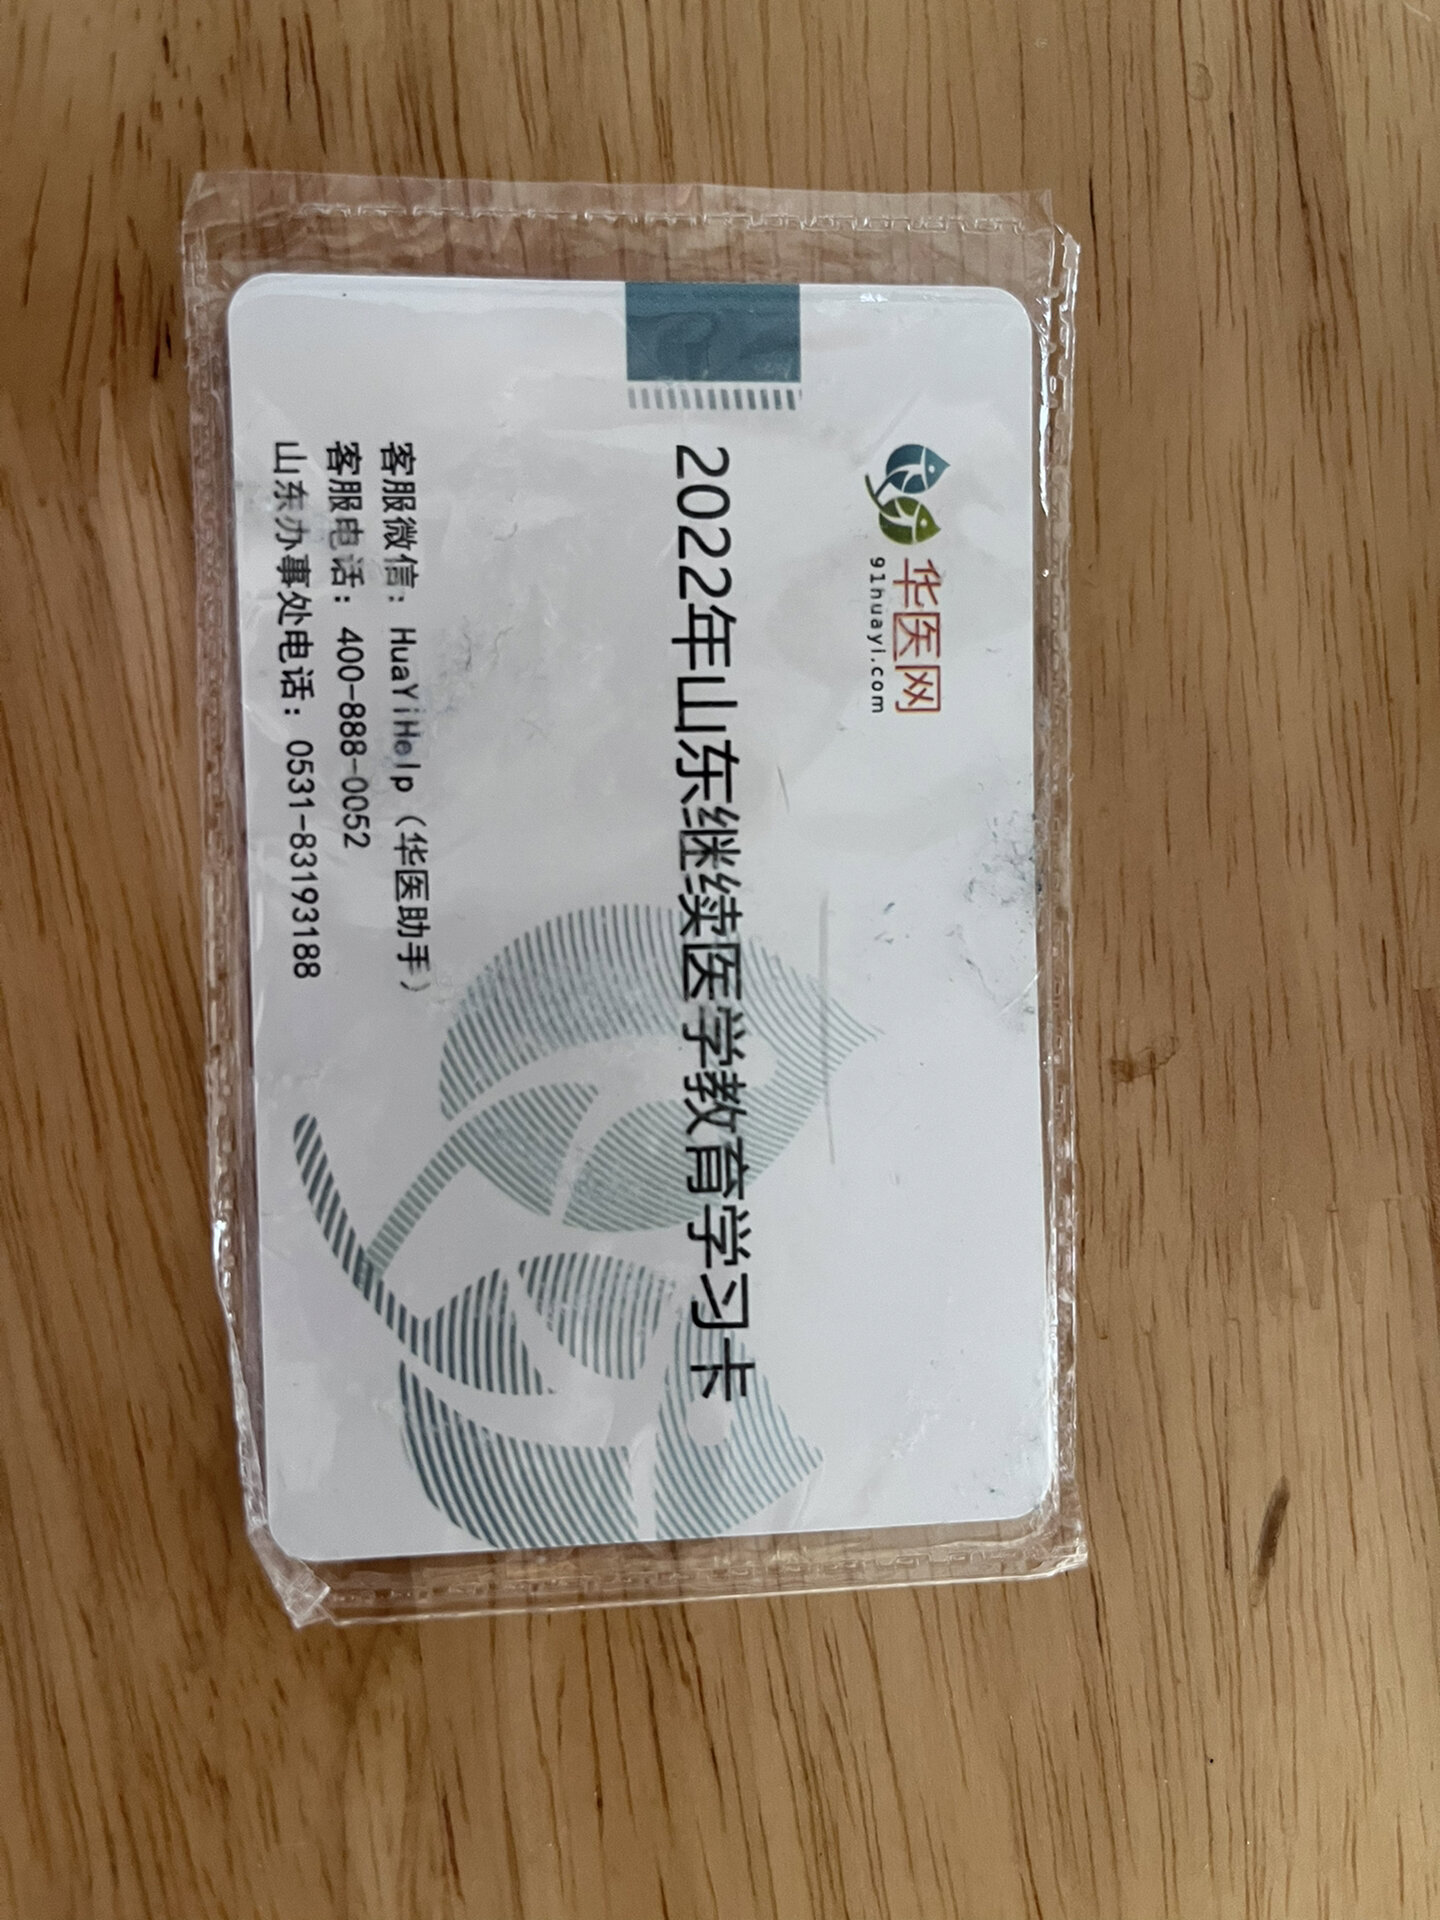 华医网
91huayi.com
2022年山东继续医学教育学习卡
客服微信：HuaYiHelp（华医助手）
客服电话：400-888-0052
山东办事处电话：0531-83193188